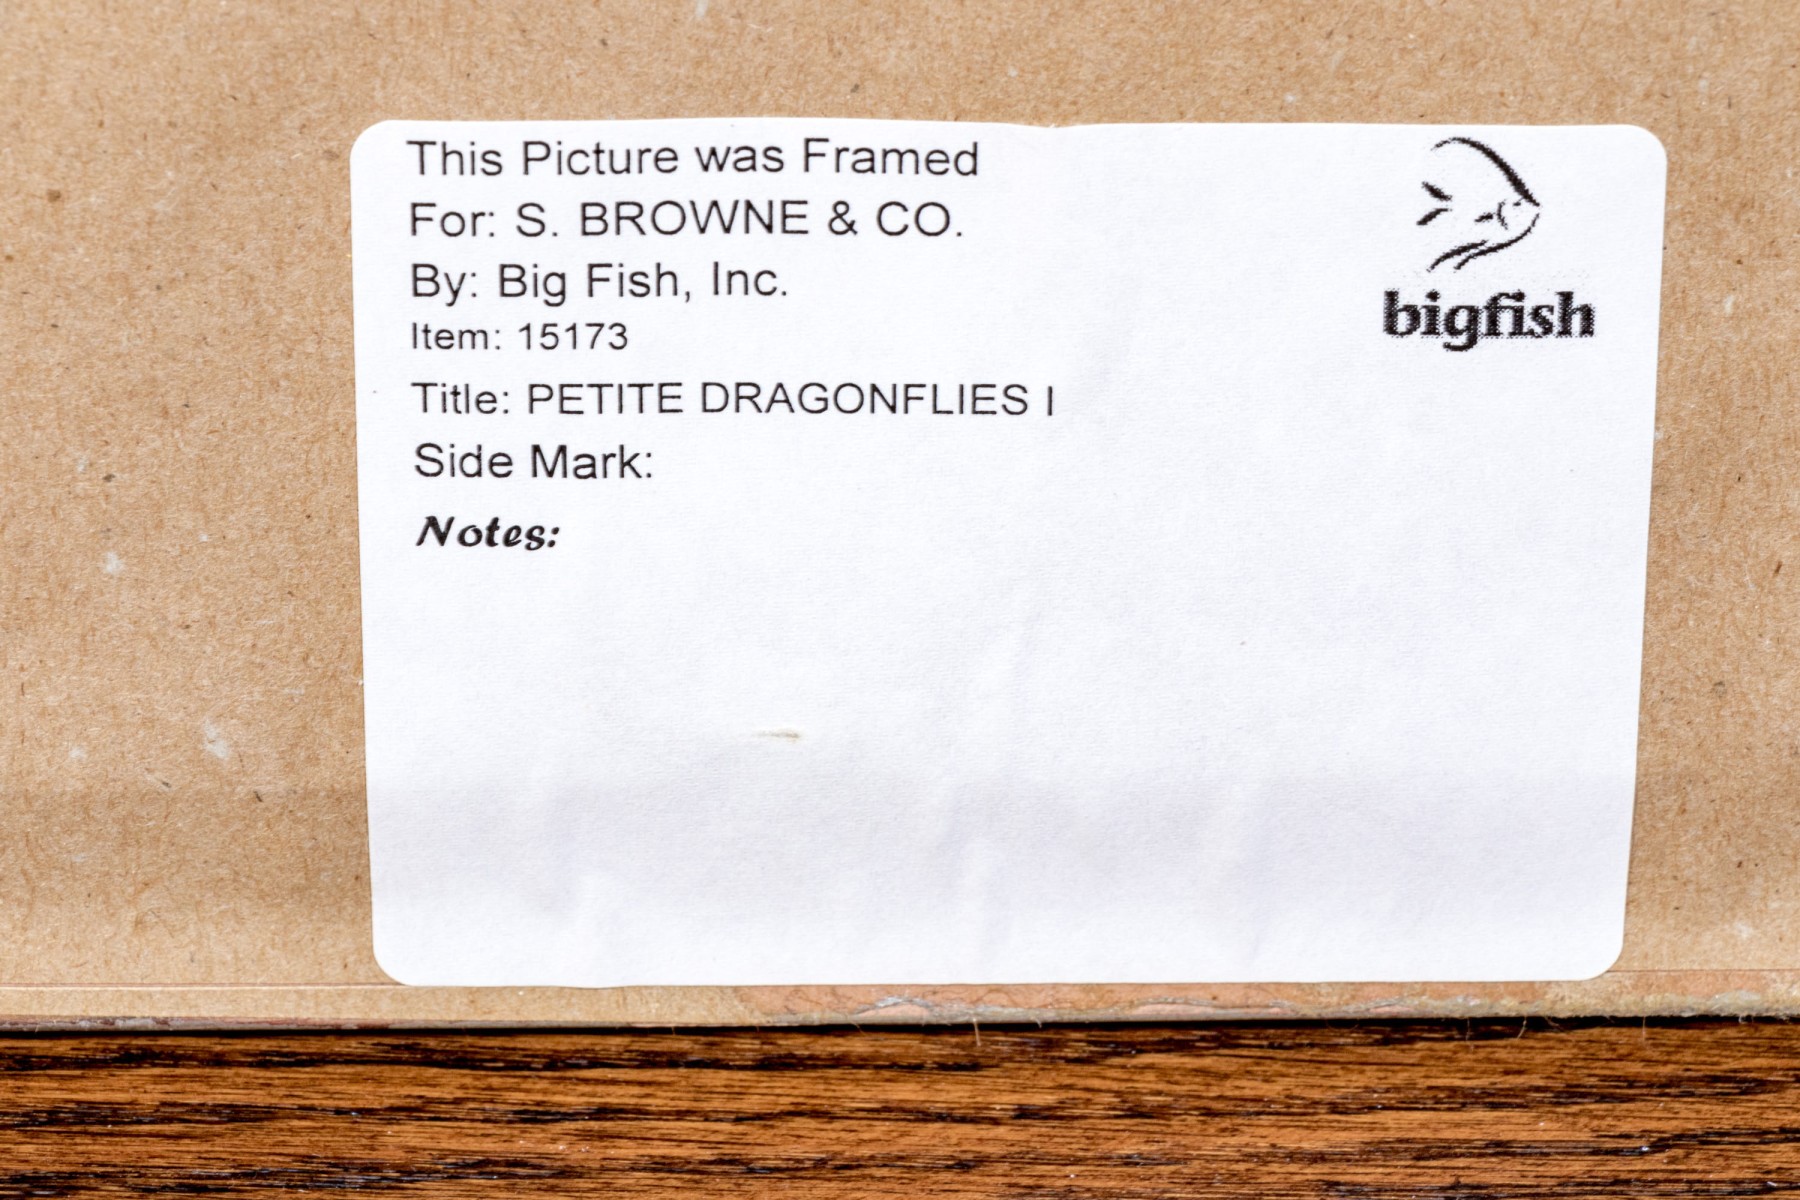 This Picture was Framed
For: S. BROWNE & CO.
By: Big Fish, Inc.
Item: 15173
Title: PETITE DRAGONFLIES I
Side Mark:
Notes:
bigfish